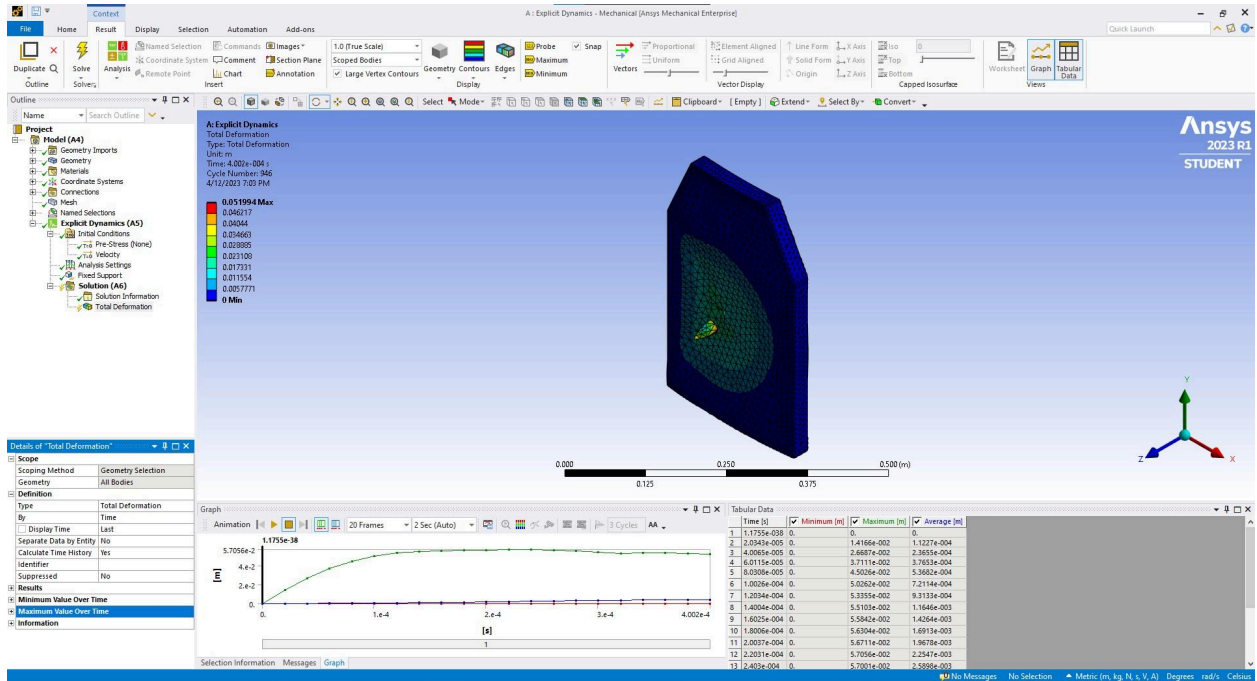 Context
A : Explicit Dynamics - Mechanical [Ansys Mechanical Enterprise]
File Home Result Display Selection Automation Add-ons
Quick Launch
Duplicate
Solve
Analysis
Named Selection
Coordinate System
Remote Point
Commands
Comment
Chart
Images
Section Plane
Annotation
1.0 (True Scale)
Scoped Bodies
Large Vertex Contours
Geometry Contours Edges
Probe
Maximum
Minimum
Snap
Vectors
Proportional
Uniform
Element Aligned
Grid Aligned
Line Form
Solid Form
Origin
X Axis
Y Axis
Z Axis
Iso
Top
Bottom
0
Worksheet Graph Tabular Data
Outline Solvers Insert Display Vector Display Capped Isosurface Views
Outline
Name Search Outline
Select Mode Clipboard [ Empty ] Extend Select By Convert
Project
Model (A4)
Geometry Imports
Geometry
Materials
Coordinate Systems
Connections
Mesh
Named Selections
Explicit Dynamics (A5)
Initial Conditions
Pre-Stress (None)
Velocity
Analysis Settings
Fixed Support
Solution (A6)
Solution Information
Total Deformation
A: Explicit Dynamics
Total Deformation
Type: Total Deformation
Unit: m
Time: 4.002e-004 s
Cycle Number: 946
4/12/2023 7:03 PM
0.051994 Max
0.046217
0.04044
0.034663
0.028885
0.023108
0.017331
0.011554
0.0057771
0 Min
Ansys
2023 R1
STUDENT
Y
Z
X
0.000 0.250 0.500 (m)
0.125 0.375
Details of "Total Deformation"
Scope
Scoping Method Geometry Selection
Geometry All Bodies
Definition
Type Total Deformation
By Time
Display Time Last
Separate Data by Entity No
Calculate Time History Yes
Identifier
Suppressed No
Results
Minimum Value Over Time
Maximum Value Over Time
Information
Graph
Animation 20 Frames 2 Sec (Auto) 3 Cycles AA
1.1755e-38
5.7056e-2
4.e-2
2.e-2
0.
[m]
0. 1.e-4 2.e-4 3.e-4 4.002e-4
[s]
1
Selection Information Messages Graph
Tabular Data
Time [s] Minimum [m] Maximum [m] Average [m]
1 1.1755e-038 0. 0. 0.
2 2.0343e-005 0. 1.4166e-002 1.1227e-004
3 4.0065e-005 0. 2.6687e-002 2.3655e-004
4 6.0115e-005 0. 3.7111e-002 3.7653e-004
5 8.0308e-005 0. 4.5026e-002 5.3682e-004
6 1.0026e-004 0. 5.0262e-002 7.2114e-004
7 1.2034e-004 0. 5.3355e-002 9.3133e-004
8 1.4004e-004 0. 5.5103e-002 1.1646e-003
9 1.6025e-004 0. 5.5842e-002 1.4264e-003
10 1.8006e-004 0. 5.6304e-002 1.6913e-003
11 2.0037e-004 0. 5.6711e-002 1.9678e-003
12 2.2031e-004 0. 5.7056e-002 2.2547e-003
13 2.403e-004 0. 5.7001e-002 2.5898e-003
No Messages No Selection Metric (m, kg, N, s, V, A) Degrees rad/s Celsius